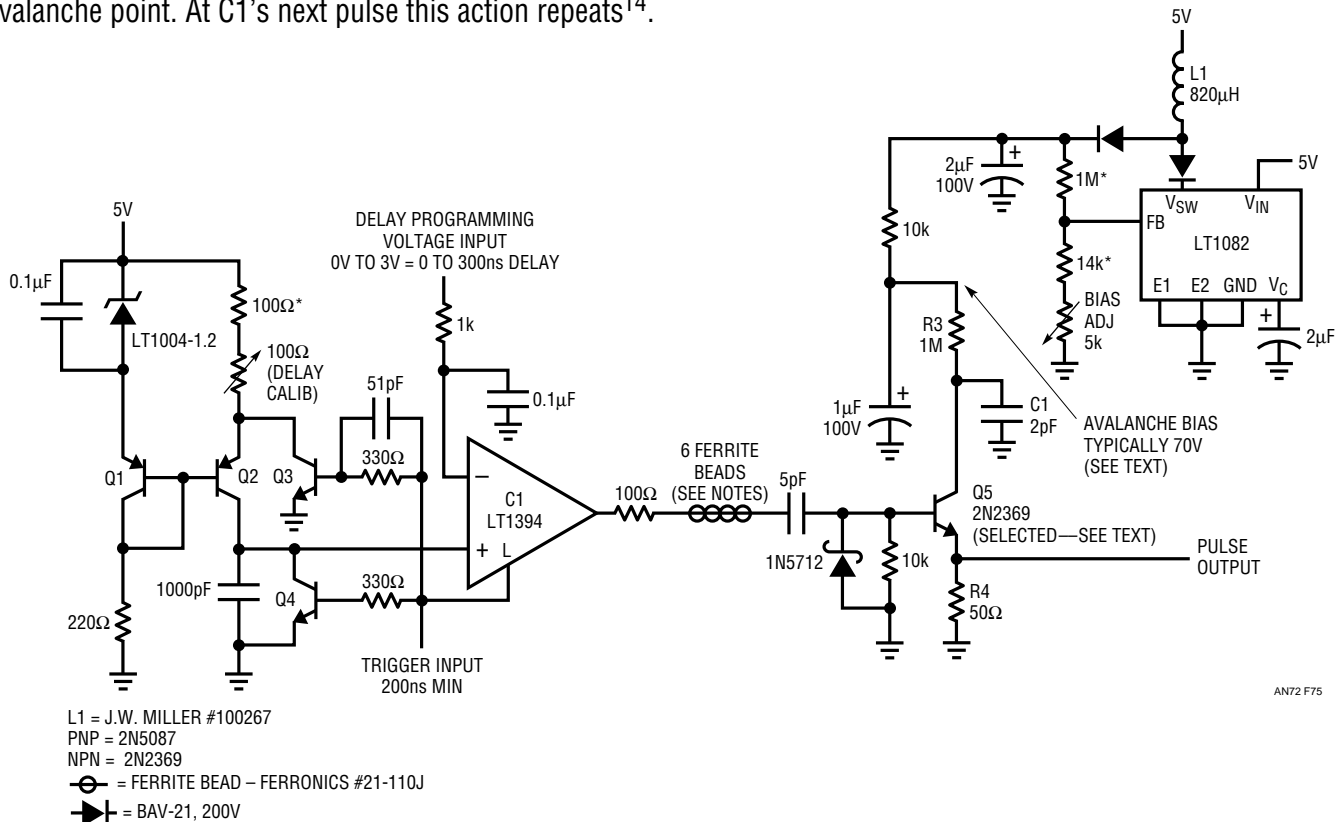 valanche point. At C1's next pulse this action repeats14.
5V
L1
820µH
5V
2µF
100V
+
1M*
VSW
VIN
FB
LT1082
10k
14k*
E1 E2 GND VC
BIAS
ADJ
5k
+
2µF
5V
0.1µF
LT1004-1.2
100Ω*
100Ω
(DELAY
CALIB)
DELAY PROGRAMMING
VOLTAGE INPUT
0V TO 3V = 0 TO 300ns DELAY
1k
0.1µF
R3
1M
1µF
100V
+
C1
2pF
AVALANCHE BIAS
TYPICALLY 70V
(SEE TEXT)
51pF
330Ω
Q1
Q2
Q3
–
C1
LT1394
+ L
100Ω
6 FERRITE
BEADS
(SEE NOTES)
5pF
Q5
2N2369
(SELECTED—SEE TEXT)
1N5712
10k
PULSE
OUTPUT
R4
50Ω
1000pF
Q4
330Ω
220Ω
TRIGGER INPUT
200ns MIN
AN72 F75
L1 = J.W. MILLER #100267
PNP = 2N5087
NPN = 2N2369
= FERRITE BEAD – FERRONICS #21-110J
= BAV-21, 200V